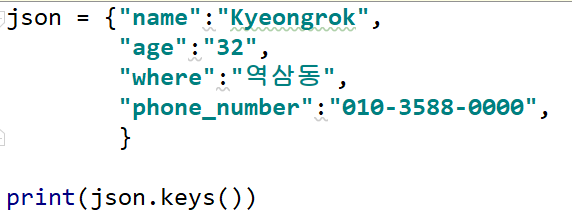 json = {"name":"Kyeongrok",
"age":"32",
"where":"역삼동",
"phone_number":"010-3588-0000",
}
print(json.keys())